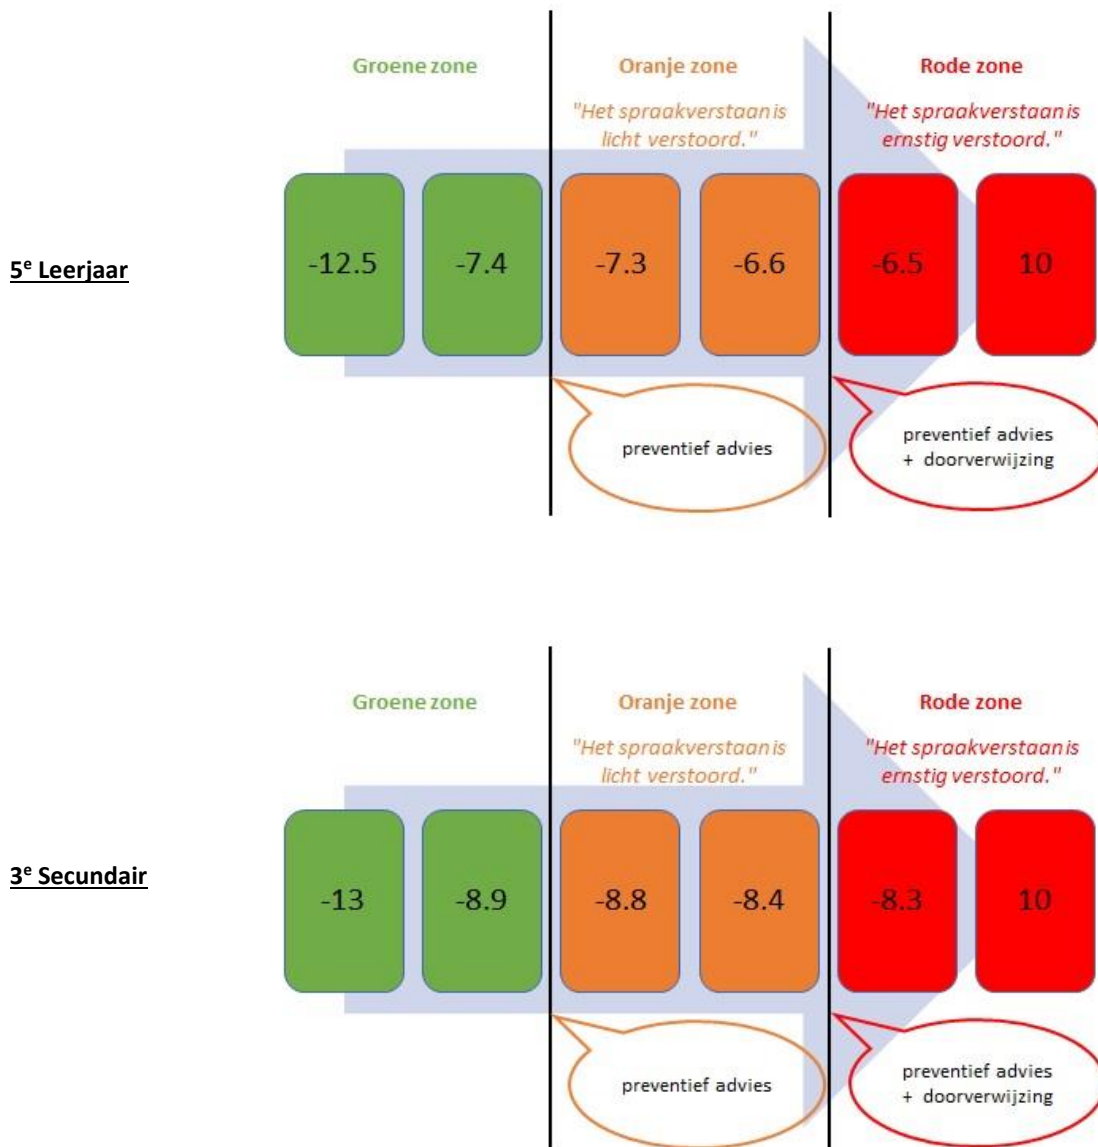 Groene zone
Oranje zone
Rode zone
"Het spraakverstaan is
licht verstoord."
"Het spraakverstaan is
ernstig verstoord."
5e Leerjaar
-12.5
-7.4
-7.3
-6.6
-6.5
10
preventief advies
preventief advies
+ doorverwijzing
Groene zone
Oranje zone
Rode zone
"Het spraakverstaan is
licht verstoord."
"Het spraakverstaan is
ernstig verstoord."
3e Secundair
-13
-8.9
-8.8
-8.4
-8.3
10
preventief advies
preventief advies
+ doorverwijzing